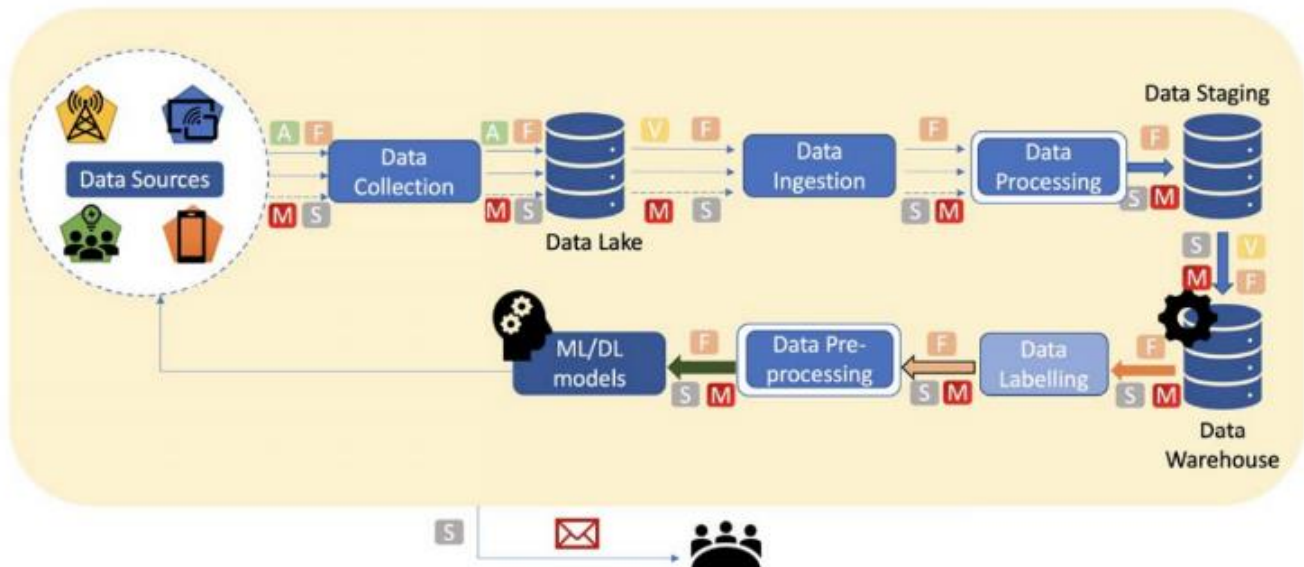 Data Staging
A F
A F
V F
F
F
Data Sources
Data
Collection
Data
Ingestion
Data
Processing
M S
M S
M S
S M
S M
Data Lake
S V
M F
ML/DL
models
F
Data Pre-
processing
F
Data
Labelling
F
S M
S M
S M
Data
Warehouse
S